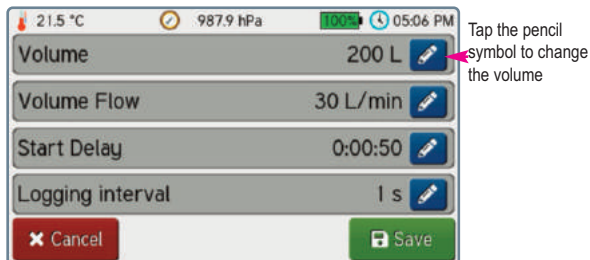 21.5 °C 987.9 hPa 100% 05:06 PM
Volume 200 L
Volume Flow 30 L/min
Start Delay 0:00:50
Logging interval 1 s
Cancel Save
Tap the pencil
symbol to change
the volume